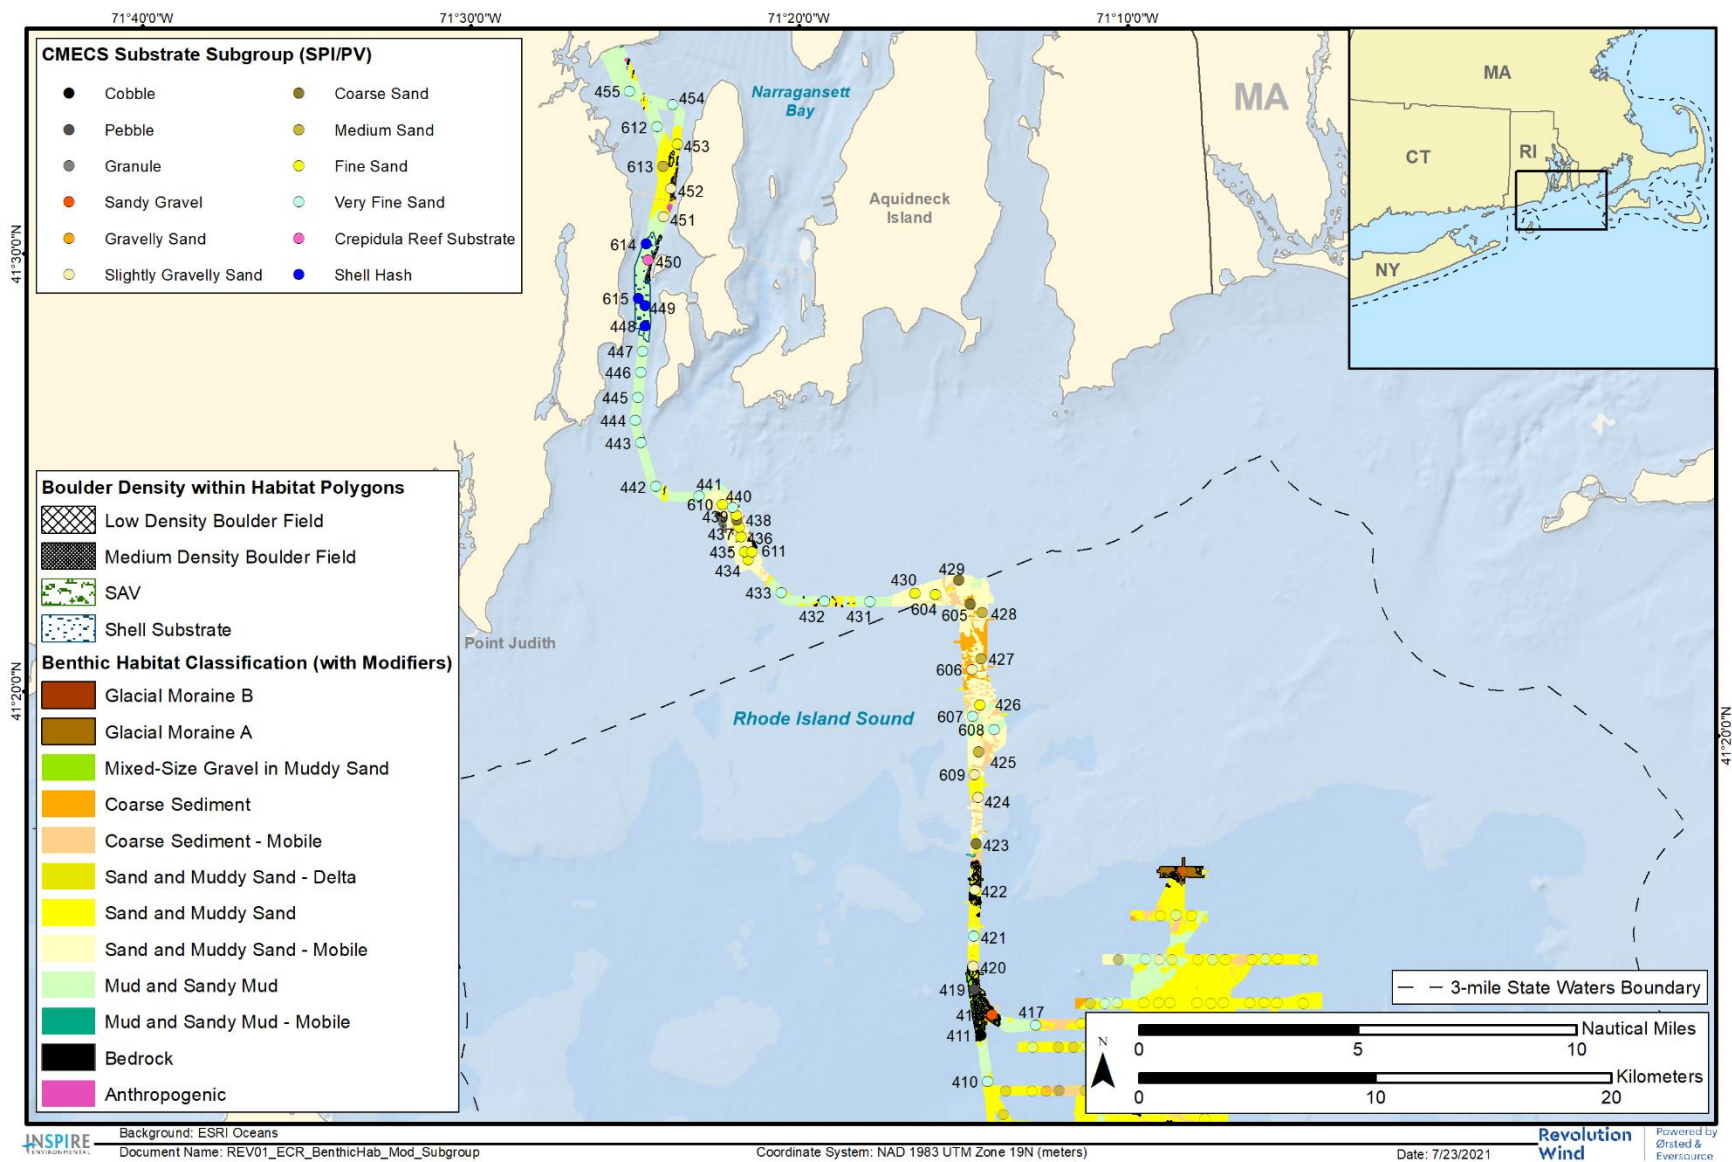 71°40'0"W
71°30'0"W
71°20'0"W
71°10'0"W
CMECS Substrate Subgroup (SPI/PV)
Cobble
Coarse Sand
Pebble
Medium Sand
Granule
Fine Sand
Sandy Gravel
Very Fine Sand
Gravelly Sand
Crepidula Reef Substrate
Slightly Gravelly Sand
Shell Hash
Narragansett
Bay
Aquidneck
Island
MA
MA
CT
RI
NY
41°30'0"N
455
454
612
453
613
452
451
614
450
615
449
448
447
446
445
444
443
442
441
440
610
439
438
437
436
435
611
434
433
432
431
430
429
604
605
428
427
606
426
607
608
425
609
424
423
422
421
420
419
41
417
411
410
Point Judith
Rhode Island Sound
41°20'0"N
41°20'0"N
Boulder Density within Habitat Polygons
Low Density Boulder Field
Medium Density Boulder Field
SAV
Shell Substrate
Benthic Habitat Classification (with Modifiers)
Glacial Moraine B
Glacial Moraine A
Mixed-Size Gravel in Muddy Sand
Coarse Sediment
Coarse Sediment - Mobile
Sand and Muddy Sand - Delta
Sand and Muddy Sand
Sand and Muddy Sand - Mobile
Mud and Sandy Mud
Mud and Sandy Mud - Mobile
Bedrock
Anthropogenic
3-mile State Waters Boundary
N
Nautical Miles
0 5 10
Kilometers
0 10 20
INSPIRE
ENVIRONMENTAL
Background: ESRI Oceans
Document Name: REV01_ECR_BenthicHab_Mod_Subgroup
Coordinate System: NAD 1983 UTM Zone 19N (meters)
Date: 7/23/2021
Revolution
Wind
Powered by
Ørsted &
Eversource